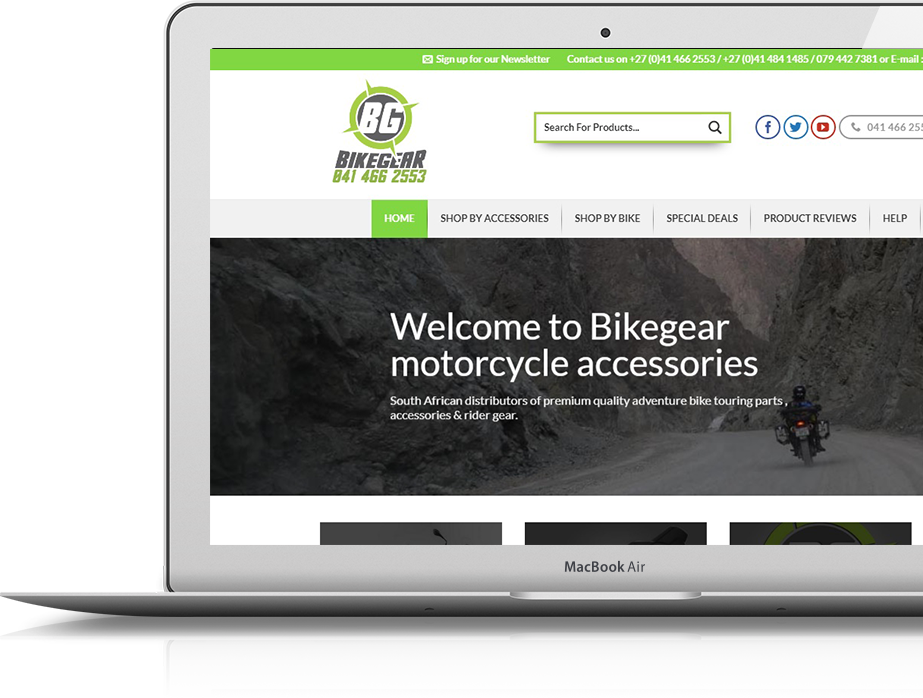 Sign up for our Newsletter Contact us on +27 (0)41 466 2553 / +27 (0)41 484 1485 / 079 442 7381 or E-mail :
BG
BIKEGEAR
041 466 2553
Search For Products...
041 466 255
HOME SHOP BY ACCESSORIES SHOP BY BIKE SPECIAL DEALS PRODUCT REVIEWS HELP
Welcome to Bikegear
motorcycle accessories
South African distributors of premium quality adventure bike touring parts ,
accessories & rider gear.
MacBook Air